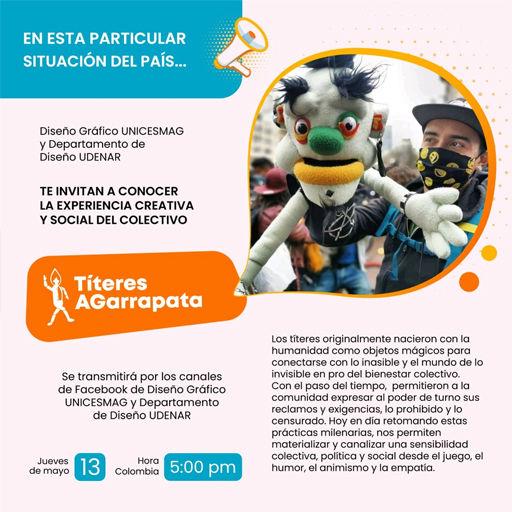 EN ESTA PARTICULAR
SITUACIÓN DEL PAÍS...
Diseño Gráfico UNICESMAG
y Departamento de
Diseño UDENAR
TE INVITAN A CONOCER
LA EXPERIENCIA CREATIVA
Y SOCIAL DEL COLECTIVO
Títeres
AGarrapata
Se transmitirá por los canales
de Facebook de Diseño Gráfico
UNICESMAG y Departamento
de Diseño UDENAR
Jueves
de mayo
13
Hora
Colombia
5:00 pm
Los títeres originalmente nacieron con la
humanidad como objetos mágicos para
conectarse con lo inasible y el mundo de lo
invisible en pro del bienestar colectivo.
Con el paso del tiempo, permitieron a la
comunidad expresar al poder de turno sus
reclamos y exigencias, lo prohibido y lo
censurado. Hoy en día retomando estas
prácticas milenarias, nos permiten
materializar y canalizar una sensibilidad
colectiva, política y social desde el juego, el
humor, el animismo y la empatía.